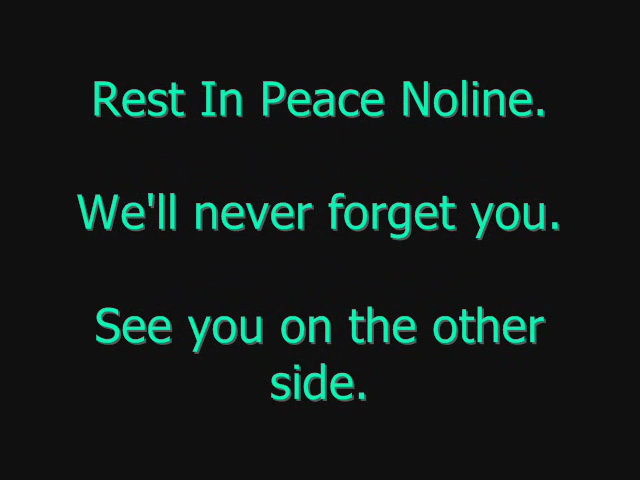 Rest In Peace Noline.
We'll never forget you.
See you on the other
side.